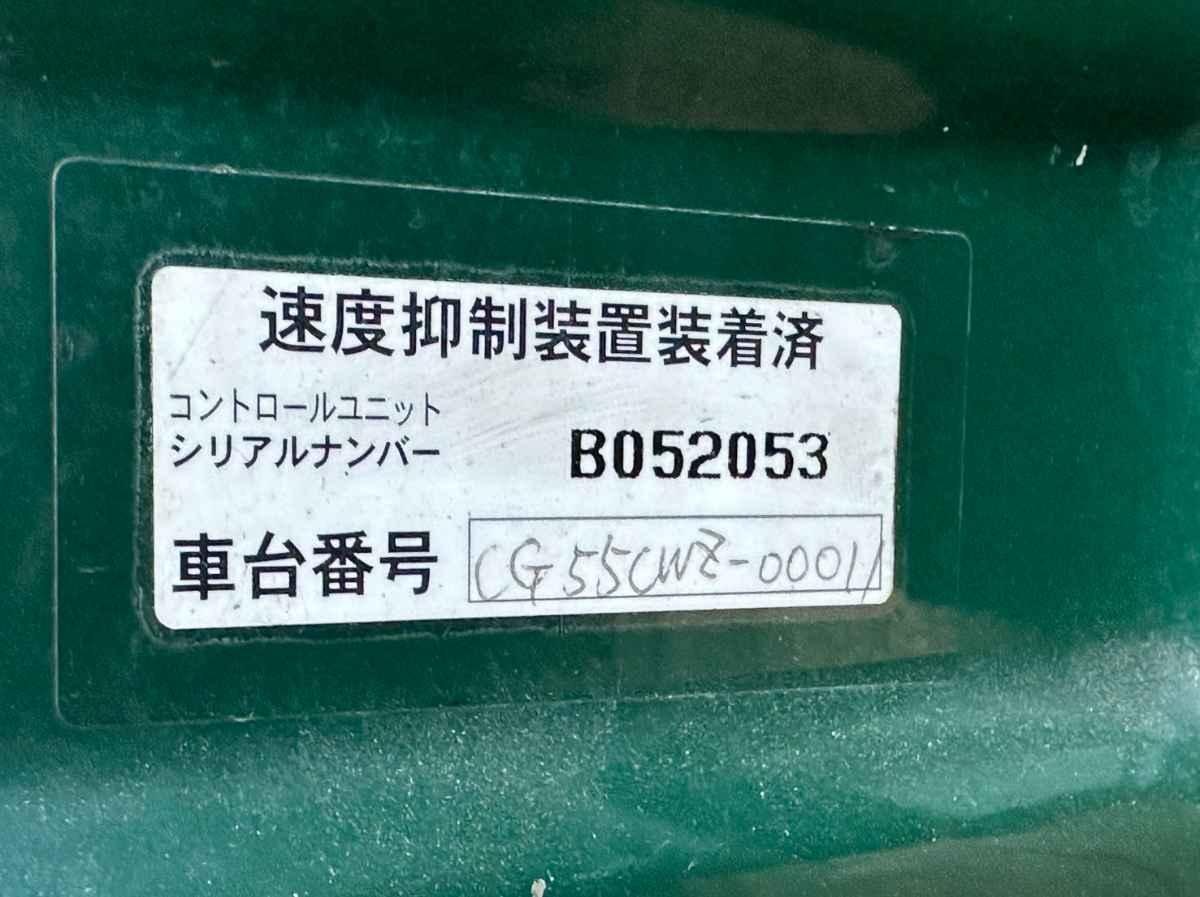 速度抑制装置装着済
コントロールユニット
シリアルナンバー B052053
車台番号 CG55CWZ-00011